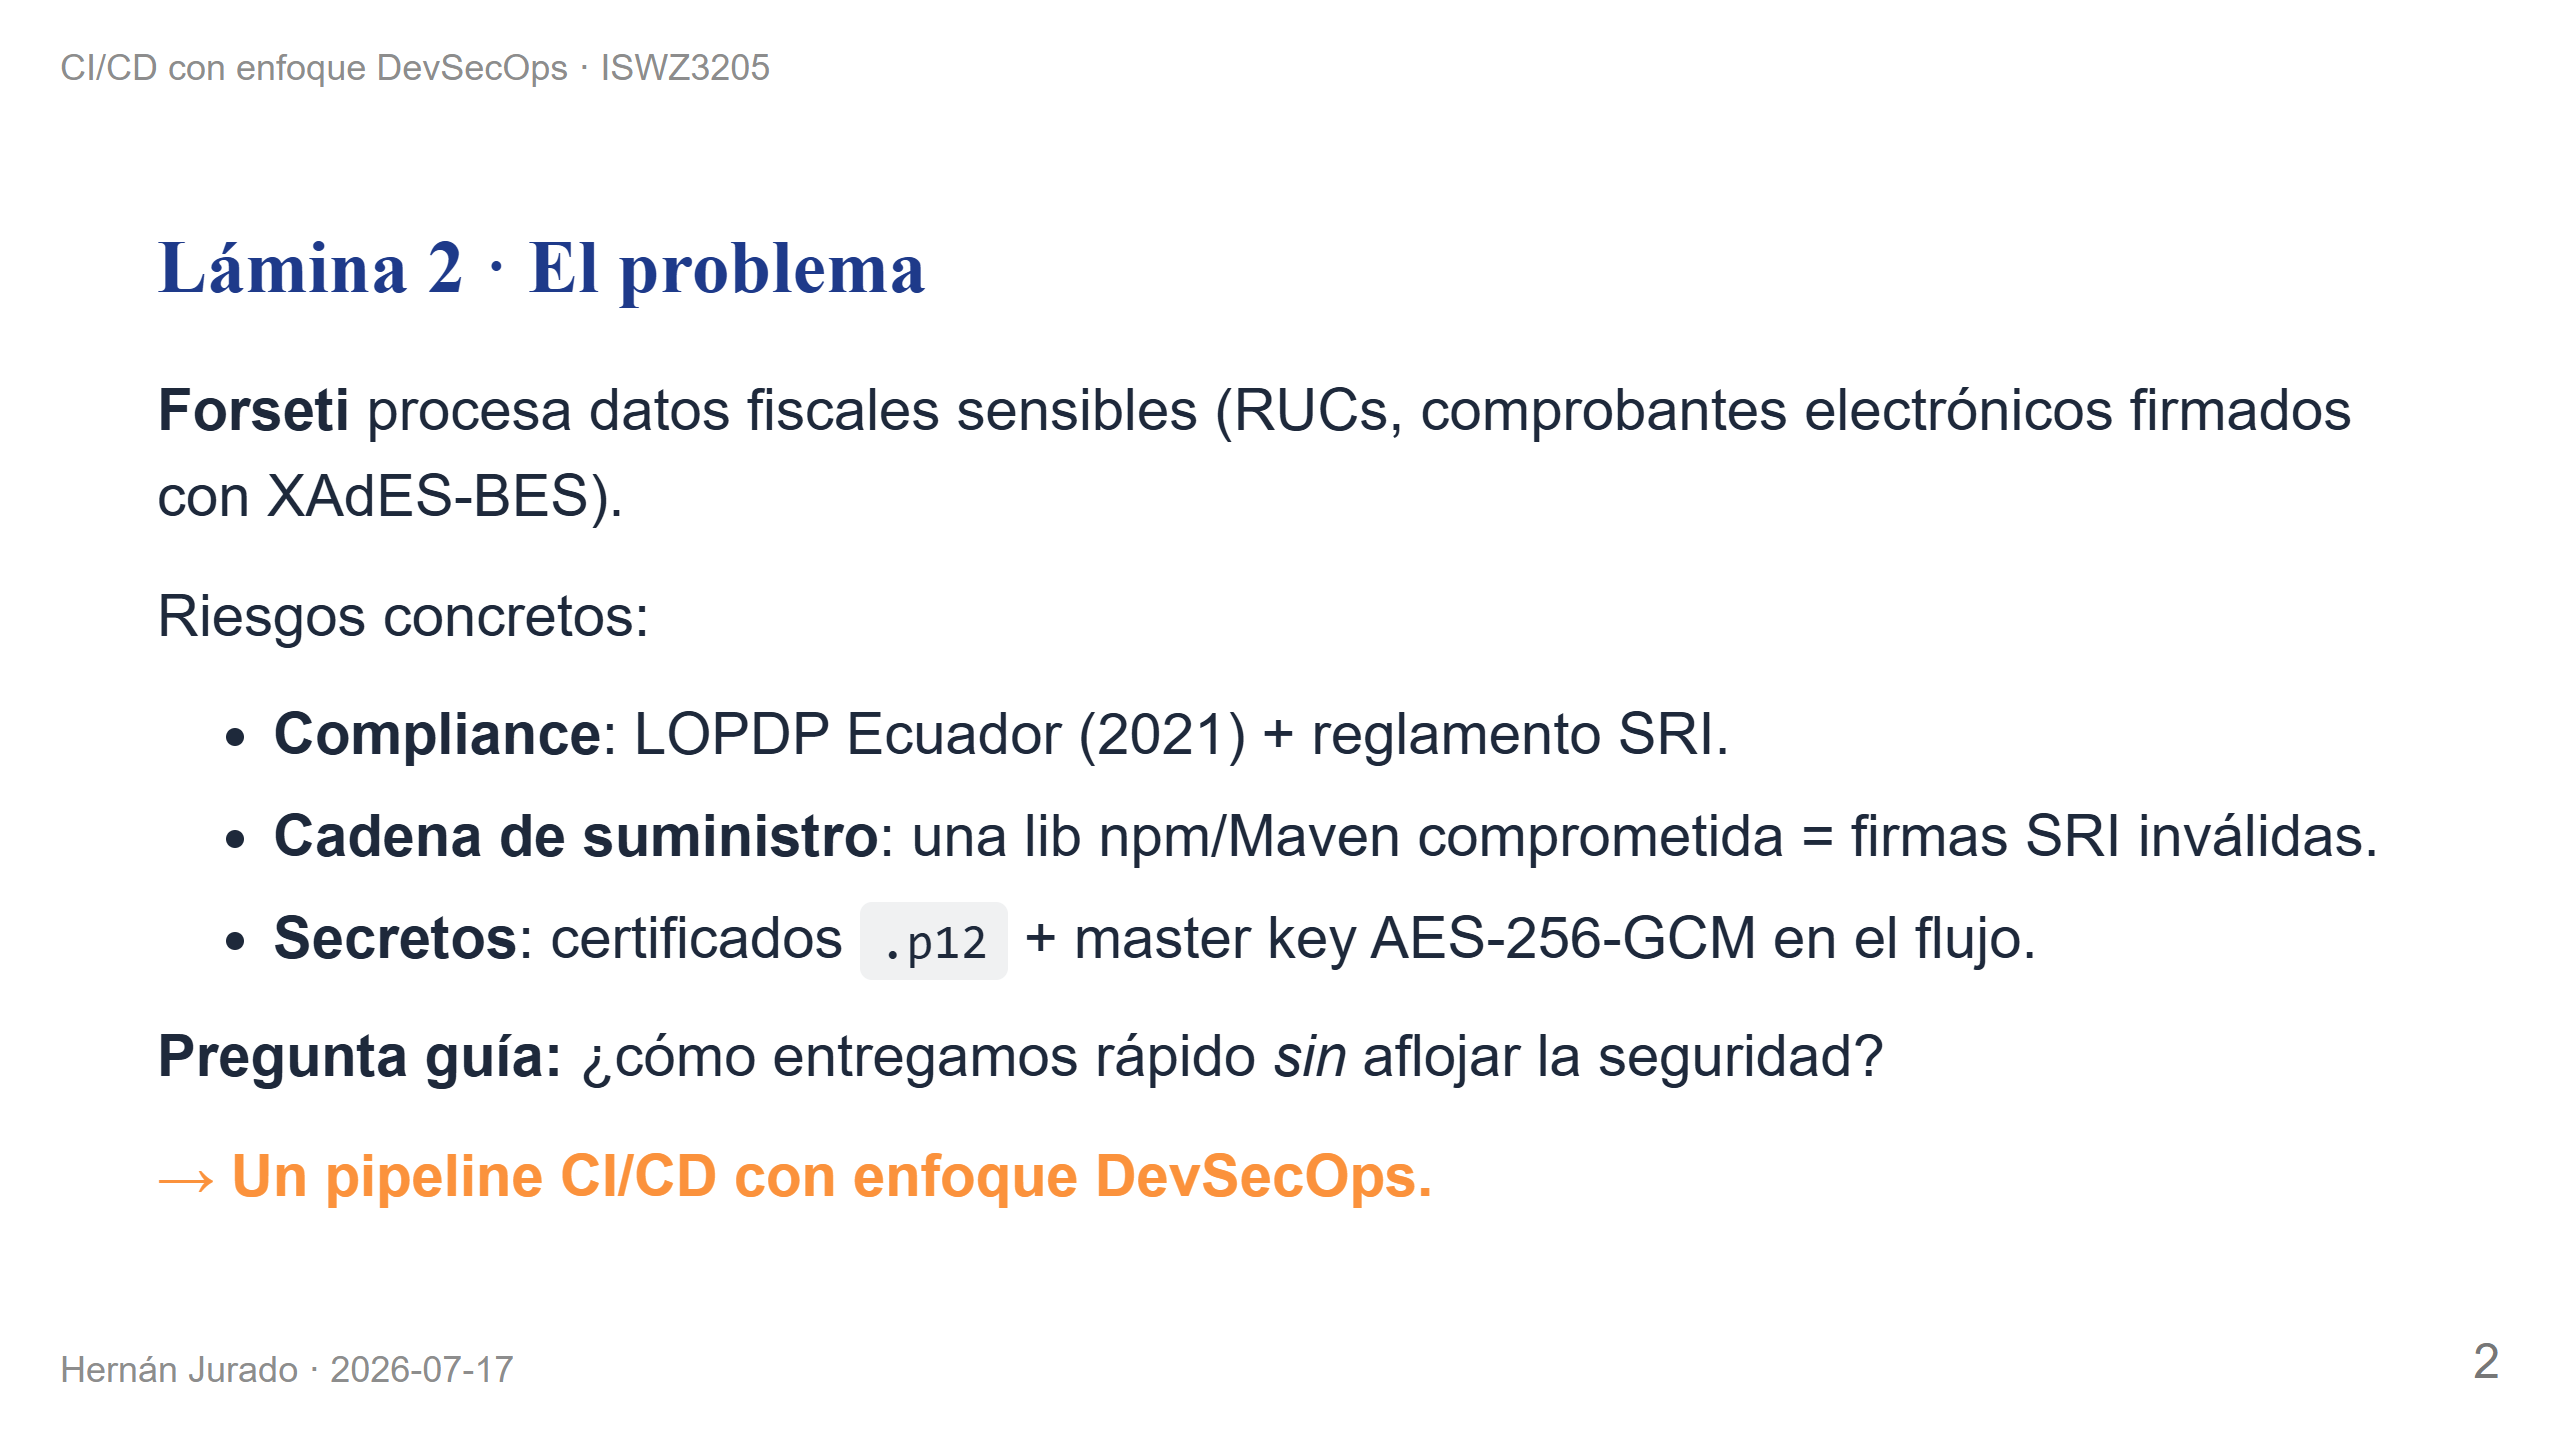 CI/CD con enfoque DevSecOps · ISWZ3205
Lámina 2 · El problema
Forseti procesa datos fiscales sensibles (RUCs, comprobantes electrónicos firmados
con XAdES-BES).
Riesgos concretos:
• Compliance: LOPDP Ecuador (2021) + reglamento SRI.
• Cadena de suministro: una lib npm/Maven comprometida = firmas SRI inválidas.
• Secretos: certificados .p12 + master key AES-256-GCM en el flujo.
Pregunta guía: ¿cómo entregamos rápido sin aflojar la seguridad?
→ Un pipeline CI/CD con enfoque DevSecOps.
Hernán Jurado · 2026-07-17
2